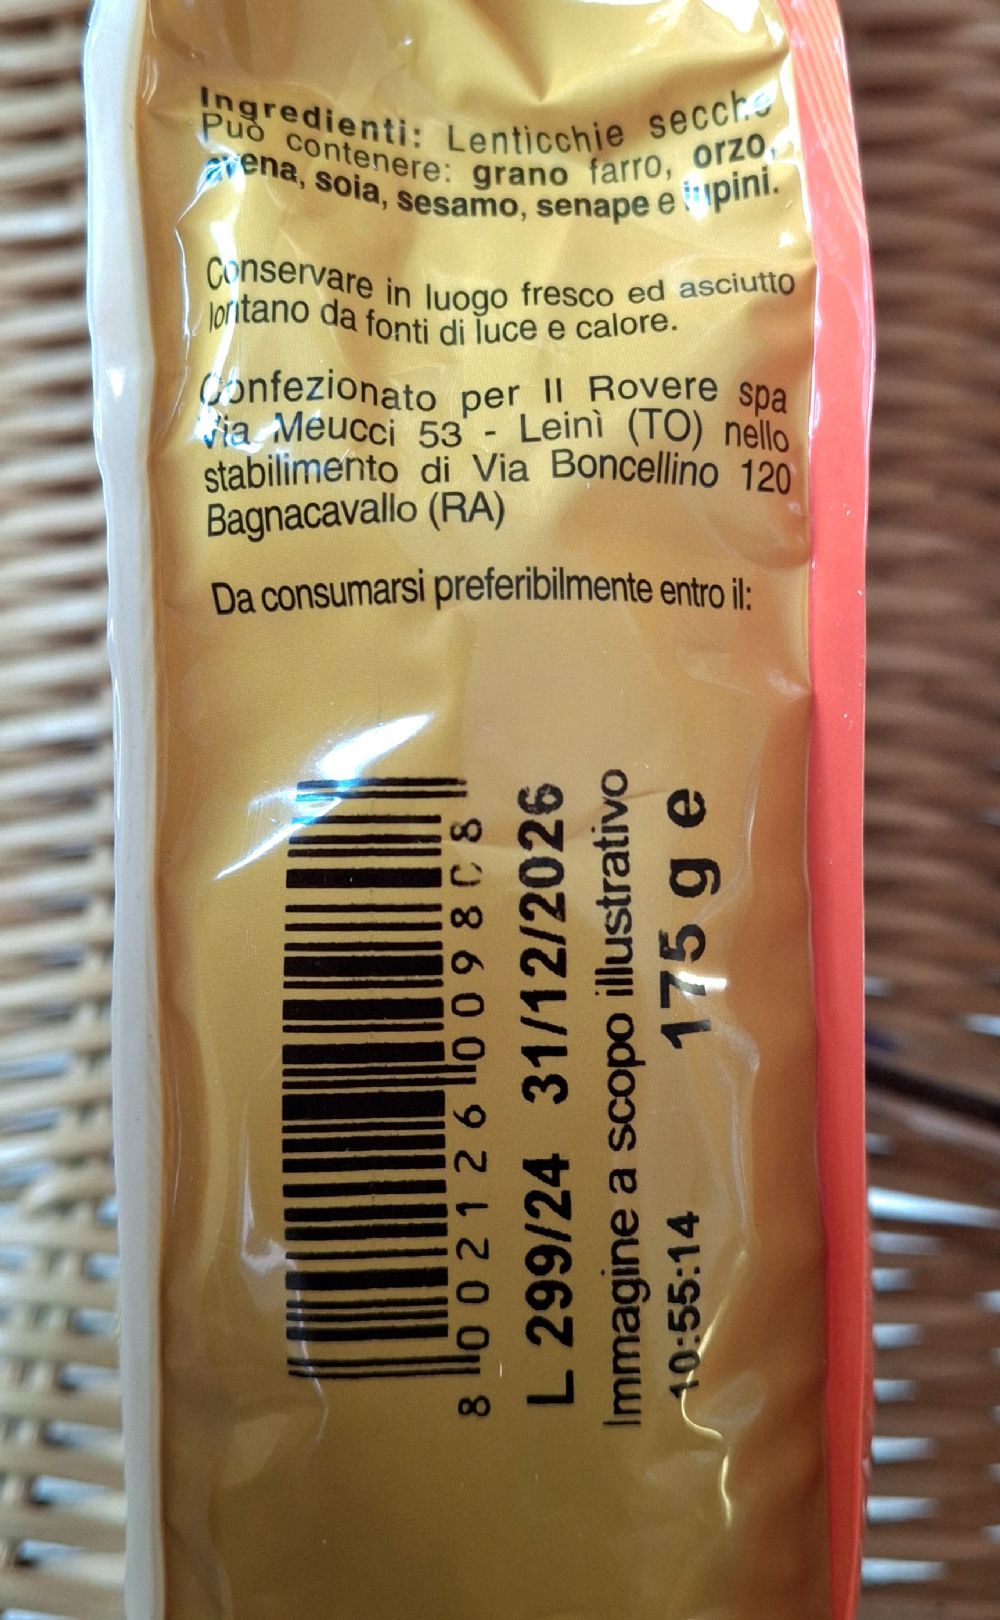 Ingredienti: Lenticchie secche
Può contenere: grano farro, orzo,
avena, soia, sesamo, senape e lupini.
Conservare in luogo fresco ed asciutto
lontano da fonti di luce e calore.
Confezionato per Il Rovere spa
Via Meucci 53 - Leinì (TO) nello
stabilimento di Via Boncellino 120
Bagnacavallo (RA)
Da consumarsi preferibilmente entro il:
8 002126 009808
L 299/24 31/12/2026
Immagine a scopo illustrativo
10:55:14 175 g e